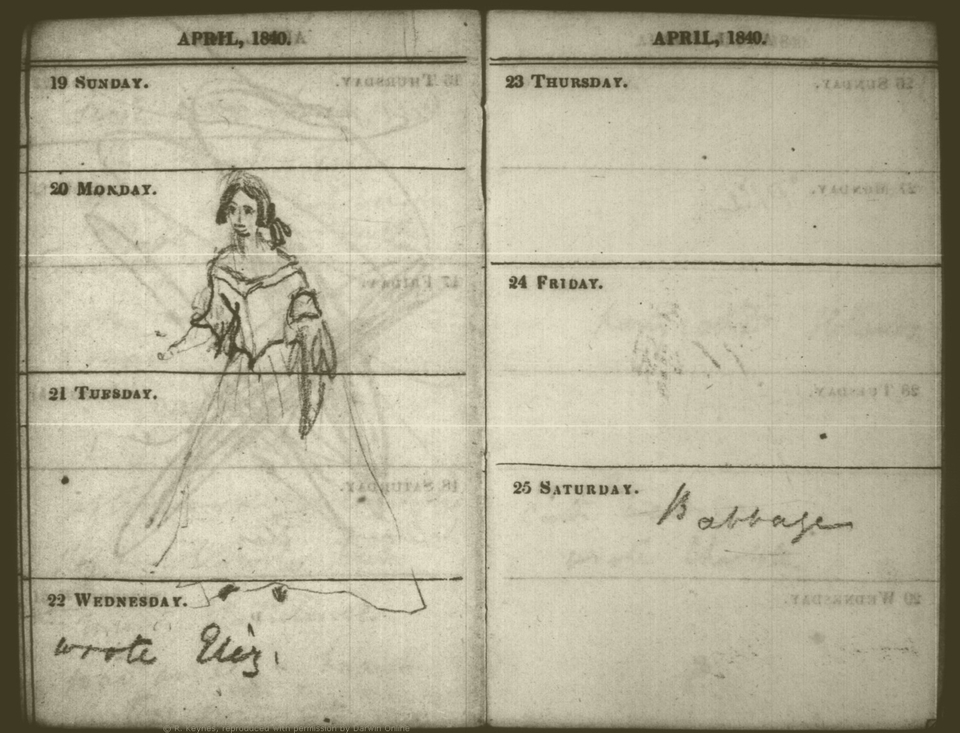 APRIL, 1840.
19 SUNDAY.
20 MONDAY.
21 TUESDAY.
22 WEDNESDAY.
wrote Eliz.
APRIL, 1840.
23 THURSDAY.
24 FRIDAY.
25 SATURDAY.
Babbage
© R. Keynes, reproduced with permission by Darwin Online